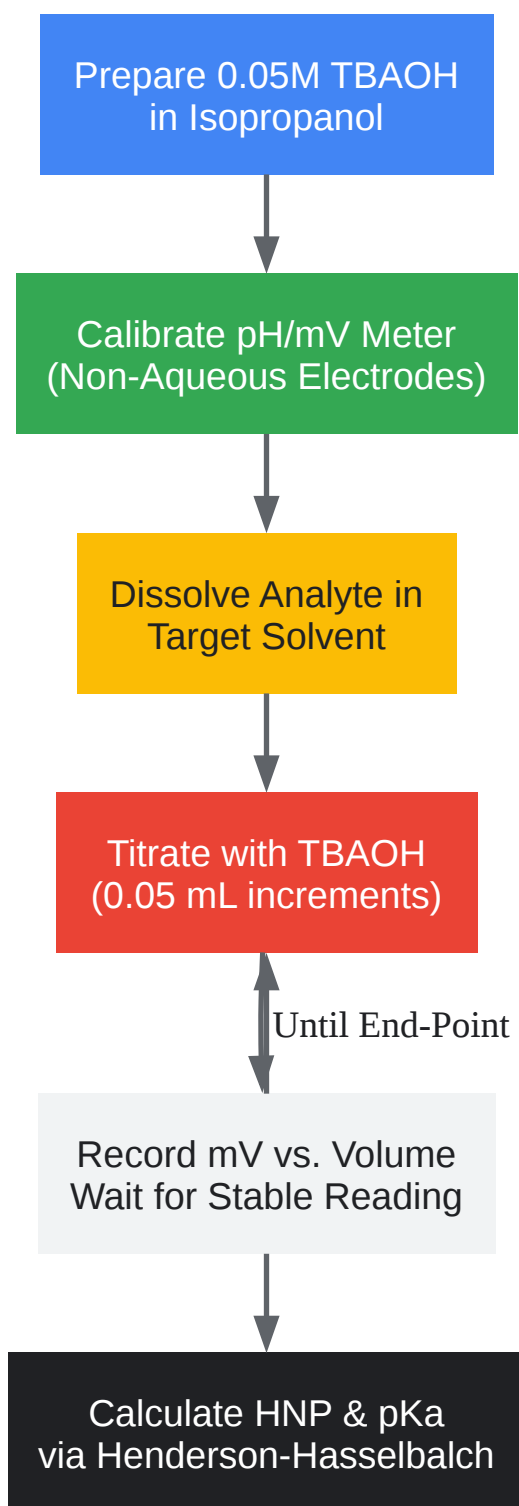 Prepare 0.05M TBAOH
in Isopropanol
Calibrate pH/mV Meter
(Non-Aqueous Electrodes)
Dissolve Analyte in
Target Solvent
Titrate with TBAOH
(0.05 mL increments)
Until End-Point
Record mV vs. Volume
Wait for Stable Reading
Calculate HNP & pKa
via Henderson-Hasselbalch